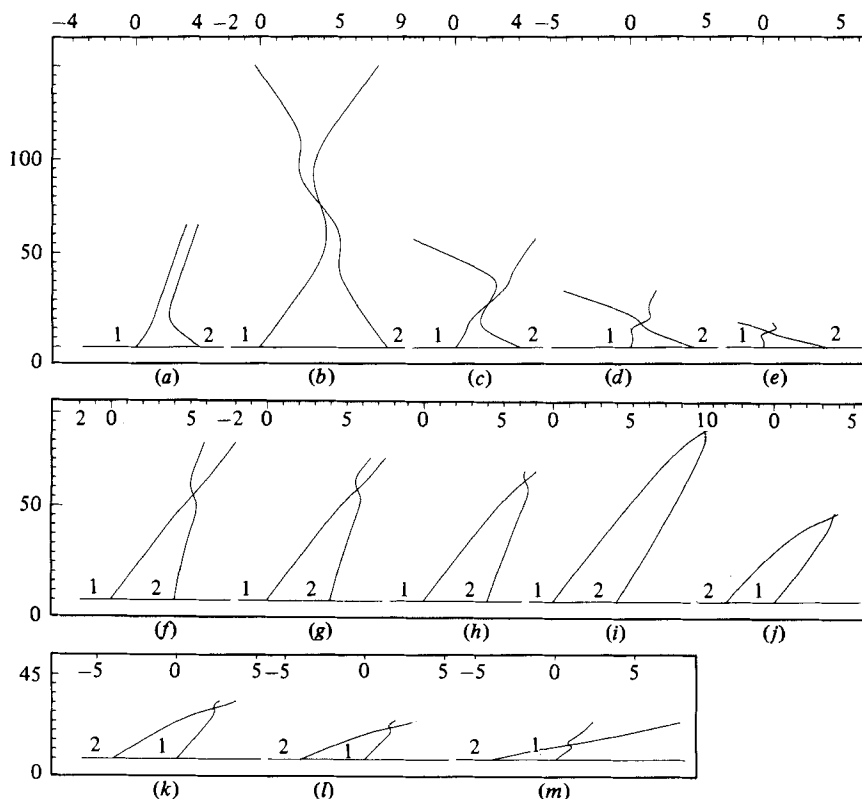 −4 0 4 −2 0 5 8 9 0 4 −5 0 4 0 5
100
50
0
1 2 1 2 1 2 1 2 1 2
(a) (b) (c) (d) (e)
2 0 5 −2 0 5 0 5 0 5 10 0 5
50
0
1 2 1 2 1 2 1 2 2 1
(f) (g) (h) (i) (j)
45
−5 0 5 −5 0 5 −5 0 5
0
2 1 2 1 2 1
(k) (l) (m)